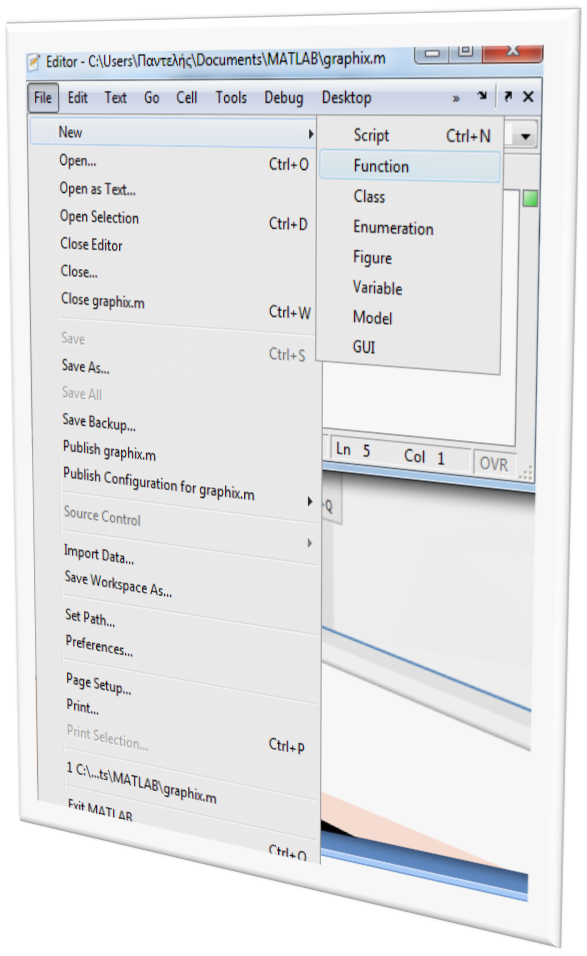 Editor - C:\Users\Παντελής\Documents\MATLAB\graphix.m
File Edit Text Go Cell Tools Debug Desktop »
New
Script Ctrl+N
Function
Class
Enumeration
Figure
Variable
Model
GUI
Open... Ctrl+O
Open as Text...
Open Selection Ctrl+D
Close Editor
Close...
Close graphix.m Ctrl+W
Save Ctrl+S
Save As...
Save All
Save Backup...
Publish graphix.m
Publish Configuration for graphix.m
Source Control
Import Data...
Save Workspace As...
Set Path...
Preferences...
Page Setup...
Print...
Print Selection... Ctrl+P
1 C:\...ts\MATLAB\graphix.m
Exit MATLAB Ctrl+Q
Ln 5 Col 1 OVR
+Q